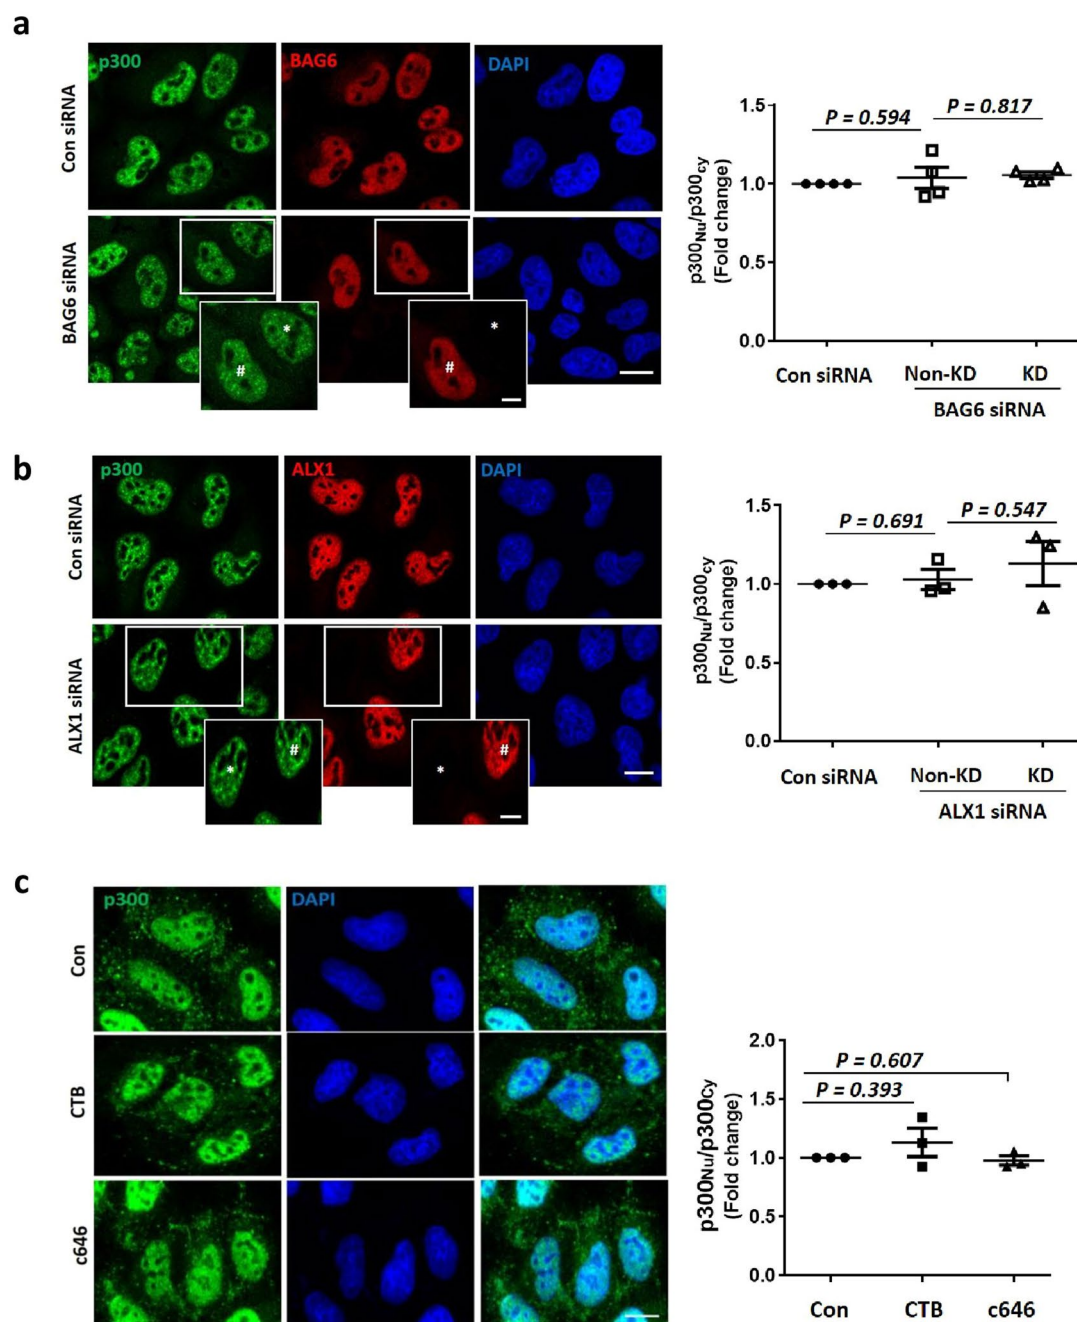 a
p300 BAG6 DAPI
Con siRNA
BAG6 siRNA
* #
* #
p300Nu/p300cy
(Fold change)
1.5
1.0
0.5
0.0
P = 0.594
P = 0.817
Con siRNA Non-KD KD
BAG6 siRNA
b
p300 ALX1 DAPI
Con siRNA
ALX1 siRNA
* #
* #
p300Nu/p300cy
(Fold change)
1.5
1.0
0.5
0.0
P = 0.691
P = 0.547
Con siRNA Non-KD KD
ALX1 siRNA
c
p300 DAPI
Con
CTB
c646
p300Nu/p300Cy
(Fold change)
2.0
1.5
1.0
0.5
0.0
P = 0.607
P = 0.393
Con CTB c646